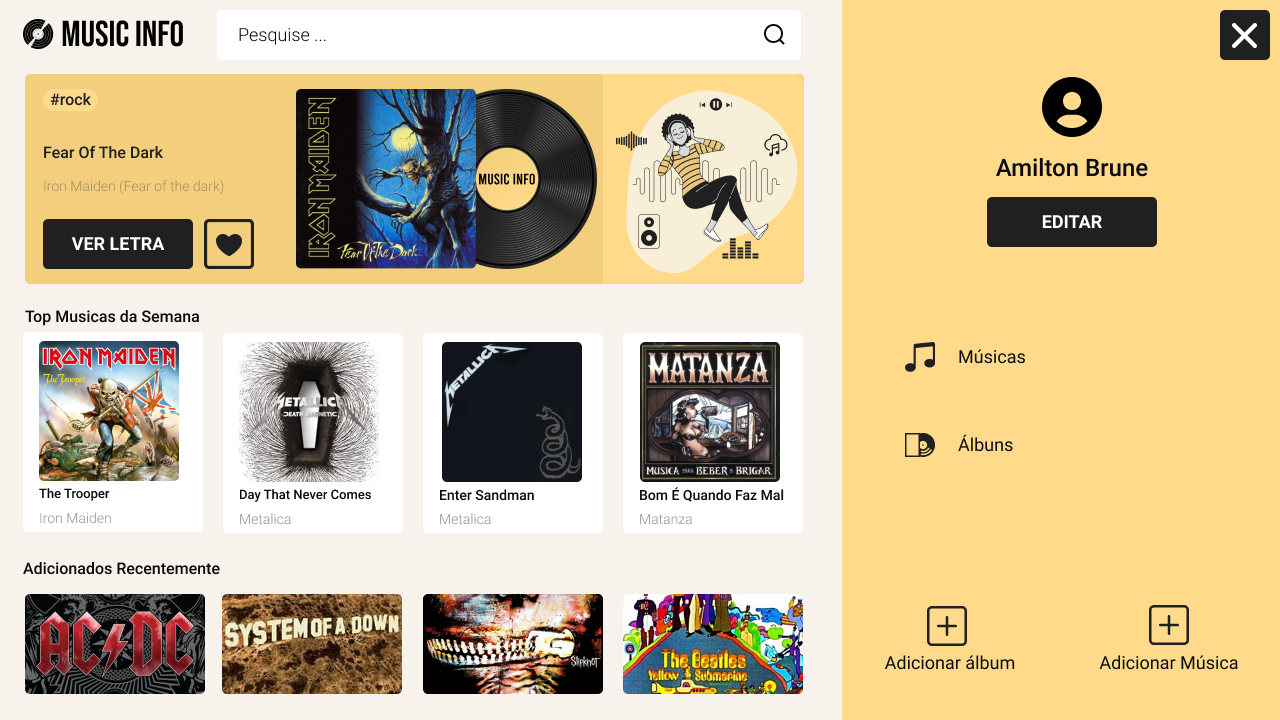 MUSIC INFO
Pesquise ...
#rock
Fear Of The Dark
Iron Maiden (Fear of the dark)
VER LETRA
IRON MAIDEN
Fear Of The Dark
MUSIC INFO
Top Musicas da Semana
IRON MAIDEN
The Trooper
The Trooper
Iron Maiden
METALLICA
DEATH MAGNETIC
Day That Never Comes
Metalica
METALLICA
Enter Sandman
Metalica
MATANZA
MUSICA PARA BEBER E BRIGAR
Bom É Quando Faz Mal
Matanza
Adicionados Recentemente
AC/DC
SYSTEM OF A DOWN
SlipKnoT
The Beatles
Yellow Submarine
Amilton Brune
EDITAR
Músicas
Álbuns
Adicionar álbum
Adicionar Música